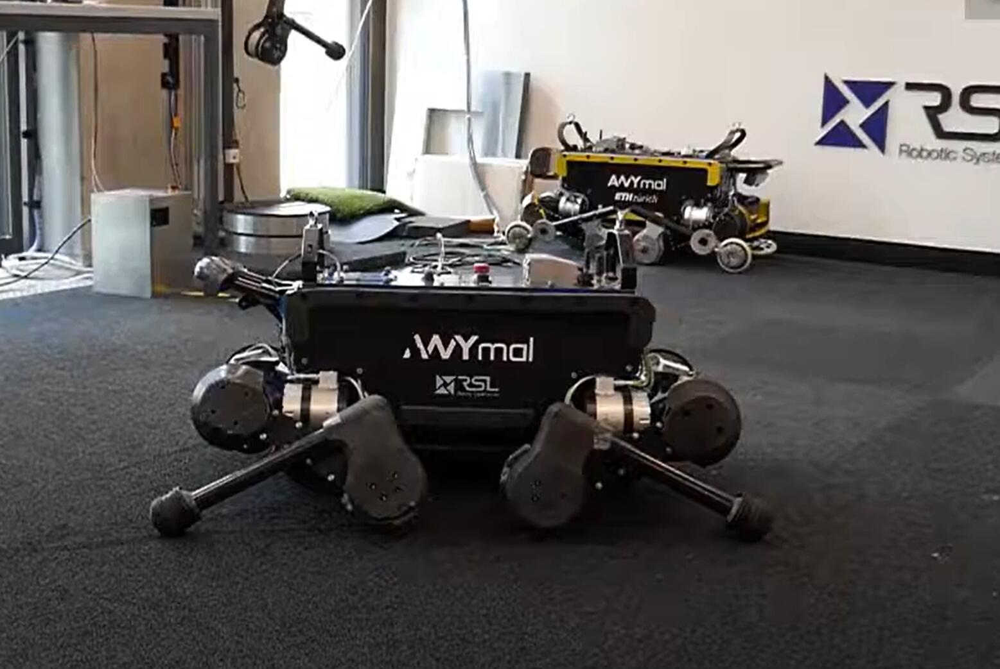 RS
Robotic Syste
ANYmal
ETH zürich
ANYmal
RSL